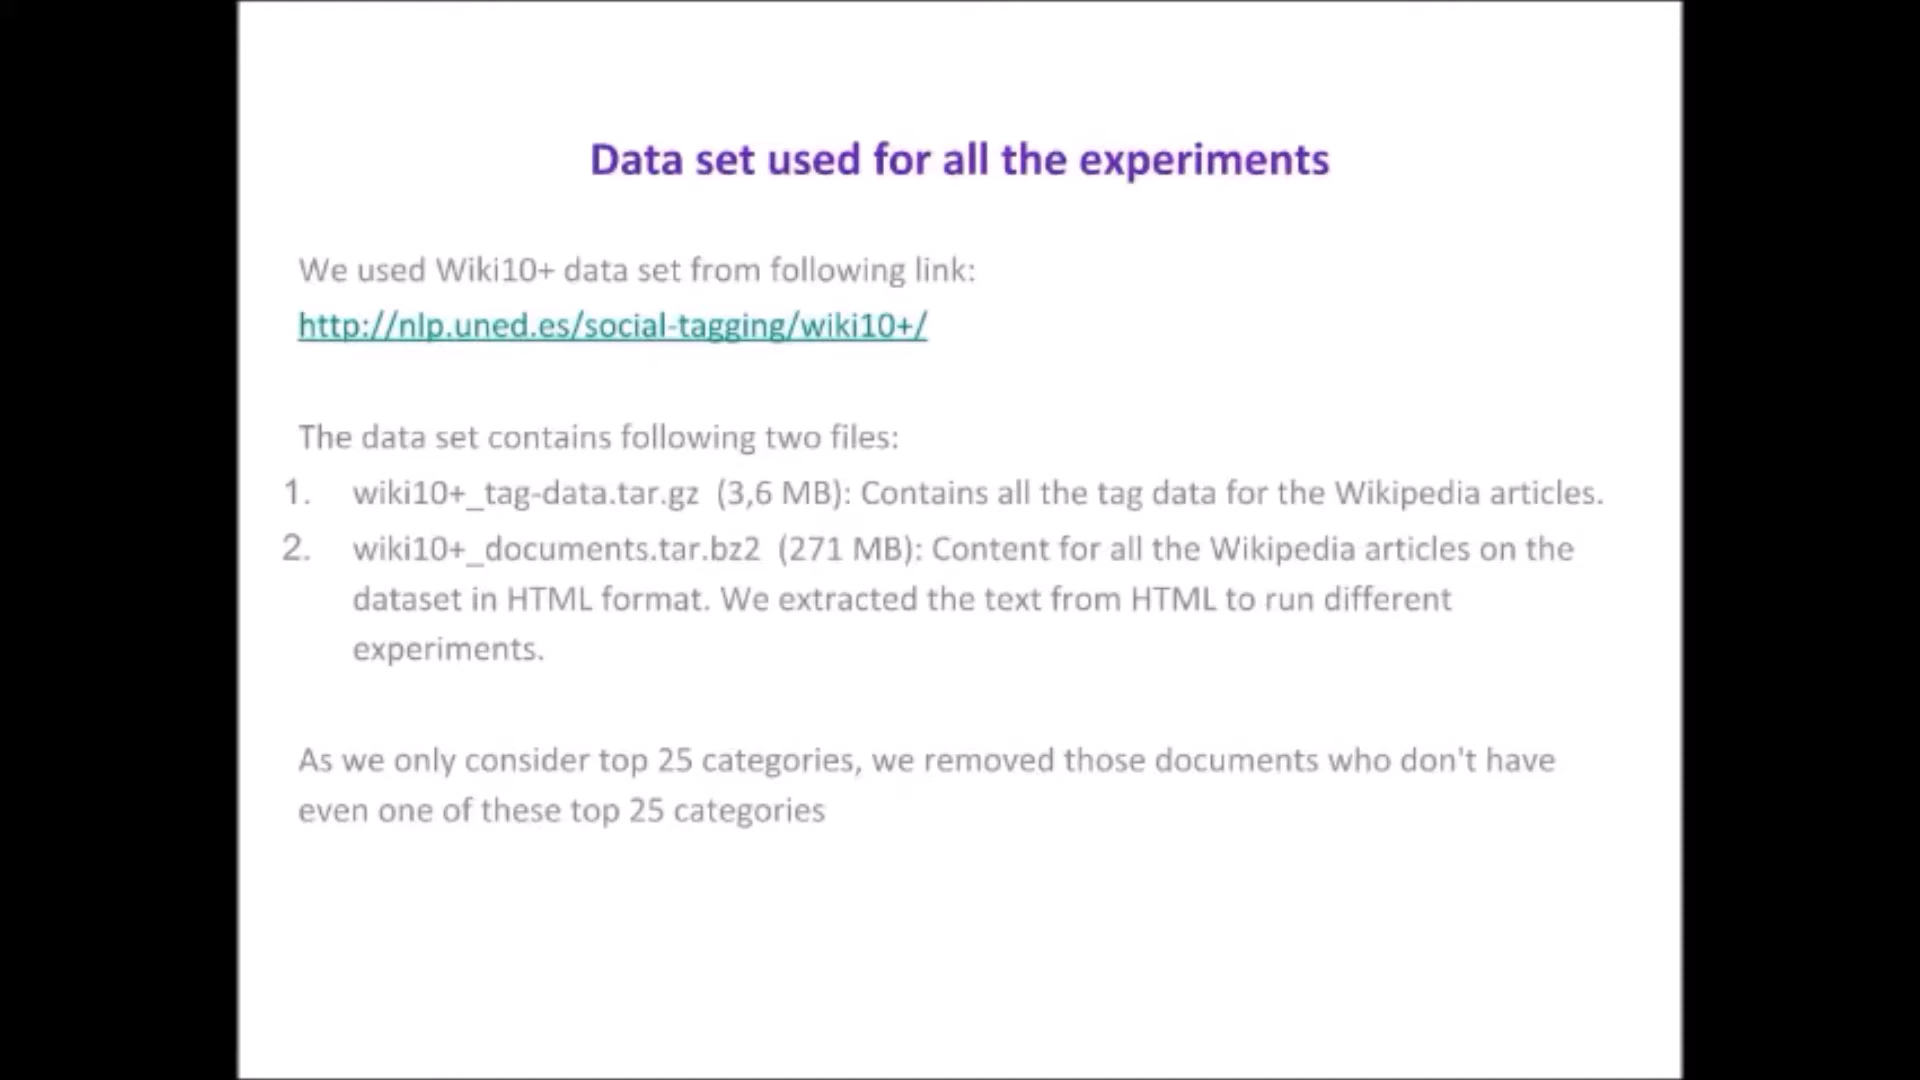 Data set used for all the experiments
We used Wiki10+ data set from following link:
http://nlp.uned.es/social-tagging/wiki10+/
The data set contains following two files:
1. wiki10+_tag-data.tar.gz (3,6 MB): Contains all the tag data for the Wikipedia articles.
2. wiki10+_documents.tar.bz2 (271 MB): Content for all the Wikipedia articles on the
dataset in HTML format. We extracted the text from HTML to run different
experiments.
As we only consider top 25 categories, we removed those documents who don't have
even one of these top 25 categories